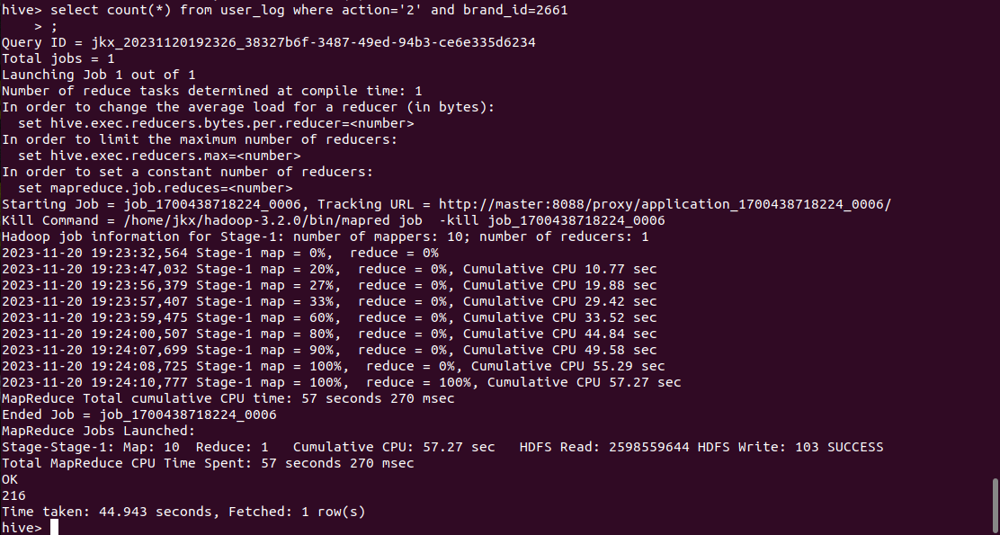 hive> select count(*) from user_log where action='2' and brand_id=2661
    > ;
Query ID = jkx_20231120192326_38327b6f-3487-49ed-94b3-ce6e335d6234
Total jobs = 1
Launching Job 1 out of 1
Number of reduce tasks determined at compile time: 1
In order to change the average load for a reducer (in bytes):
  set hive.exec.reducers.bytes.per.reducer=<number>
In order to limit the maximum number of reducers:
  set hive.exec.reducers.max=<number>
In order to set a constant number of reducers:
  set mapreduce.job.reduces=<number>
Starting Job = job_1700438718224_0006, Tracking URL = http://master:8088/proxy/application_1700438718224_0006/
Kill Command = /home/jkx/hadoop-3.2.0/bin/mapred job  -kill job_1700438718224_0006
Hadoop job information for Stage-1: number of mappers: 10; number of reducers: 1
2023-11-20 19:23:32,564 Stage-1 map = 0%,  reduce = 0%
2023-11-20 19:23:47,032 Stage-1 map = 20%,  reduce = 0%, Cumulative CPU 10.77 sec
2023-11-20 19:23:56,379 Stage-1 map = 27%,  reduce = 0%, Cumulative CPU 19.88 sec
2023-11-20 19:23:57,407 Stage-1 map = 33%,  reduce = 0%, Cumulative CPU 29.42 sec
2023-11-20 19:23:59,475 Stage-1 map = 60%,  reduce = 0%, Cumulative CPU 33.52 sec
2023-11-20 19:24:00,507 Stage-1 map = 80%,  reduce = 0%, Cumulative CPU 44.84 sec
2023-11-20 19:24:07,699 Stage-1 map = 90%,  reduce = 0%, Cumulative CPU 49.58 sec
2023-11-20 19:24:08,725 Stage-1 map = 100%,  reduce = 0%, Cumulative CPU 55.29 sec
2023-11-20 19:24:10,777 Stage-1 map = 100%,  reduce = 100%, Cumulative CPU 57.27 sec
MapReduce Total cumulative CPU time: 57 seconds 270 msec
Ended Job = job_1700438718224_0006
MapReduce Jobs Launched:
Stage-Stage-1: Map: 10  Reduce: 1   Cumulative CPU: 57.27 sec   HDFS Read: 2598559644 HDFS Write: 103 SUCCESS
Total MapReduce CPU Time Spent: 57 seconds 270 msec
OK
216
Time taken: 44.943 seconds, Fetched: 1 row(s)
hive>